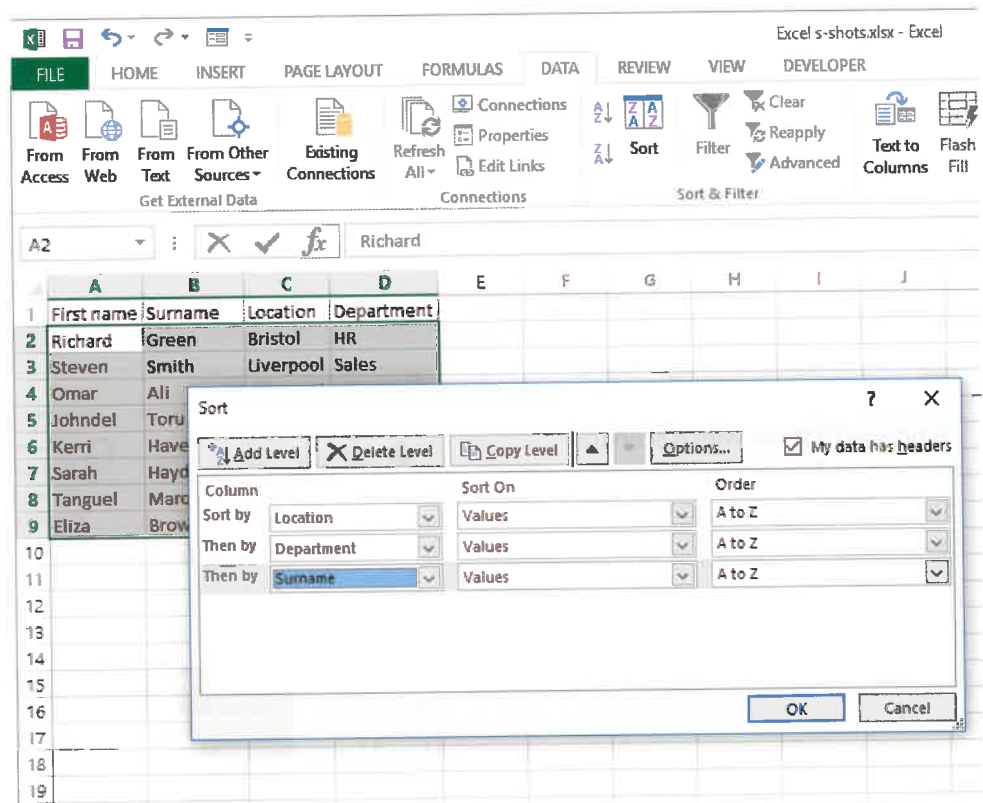 Excel s-shots.xlsx - Excel
FILE HOME INSERT PAGE LAYOUT FORMULAS DATA REVIEW VIEW DEVELOPER
From Access
From Web
From Text
From Other Sources
Existing Connections
Get External Data
Refresh All
Connections
Properties
Edit Links
Connections
Sort
Filter
Clear
Reapply
Advanced
Sort & Filter
Text to Columns
Flash Fill
A2 fx Richard
A B C D E F G H I J
1 First name Surname Location Department
2 Richard Green Bristol HR
3 Steven Smith Liverpool Sales
4 Omar Ali
5 Johndel Toru
6 Kerri Have
7 Sarah Hayd
8 Tanguel Marc
9 Eliza Brow
10
11
12
13
14
15
16
17
18
19
Sort ? X
Add Level Delete Level Copy Level Options... My data has headers
Column Sort On Order
Sort by Location Values A to Z
Then by Department Values A to Z
Then by Surname Values A to Z
OK Cancel